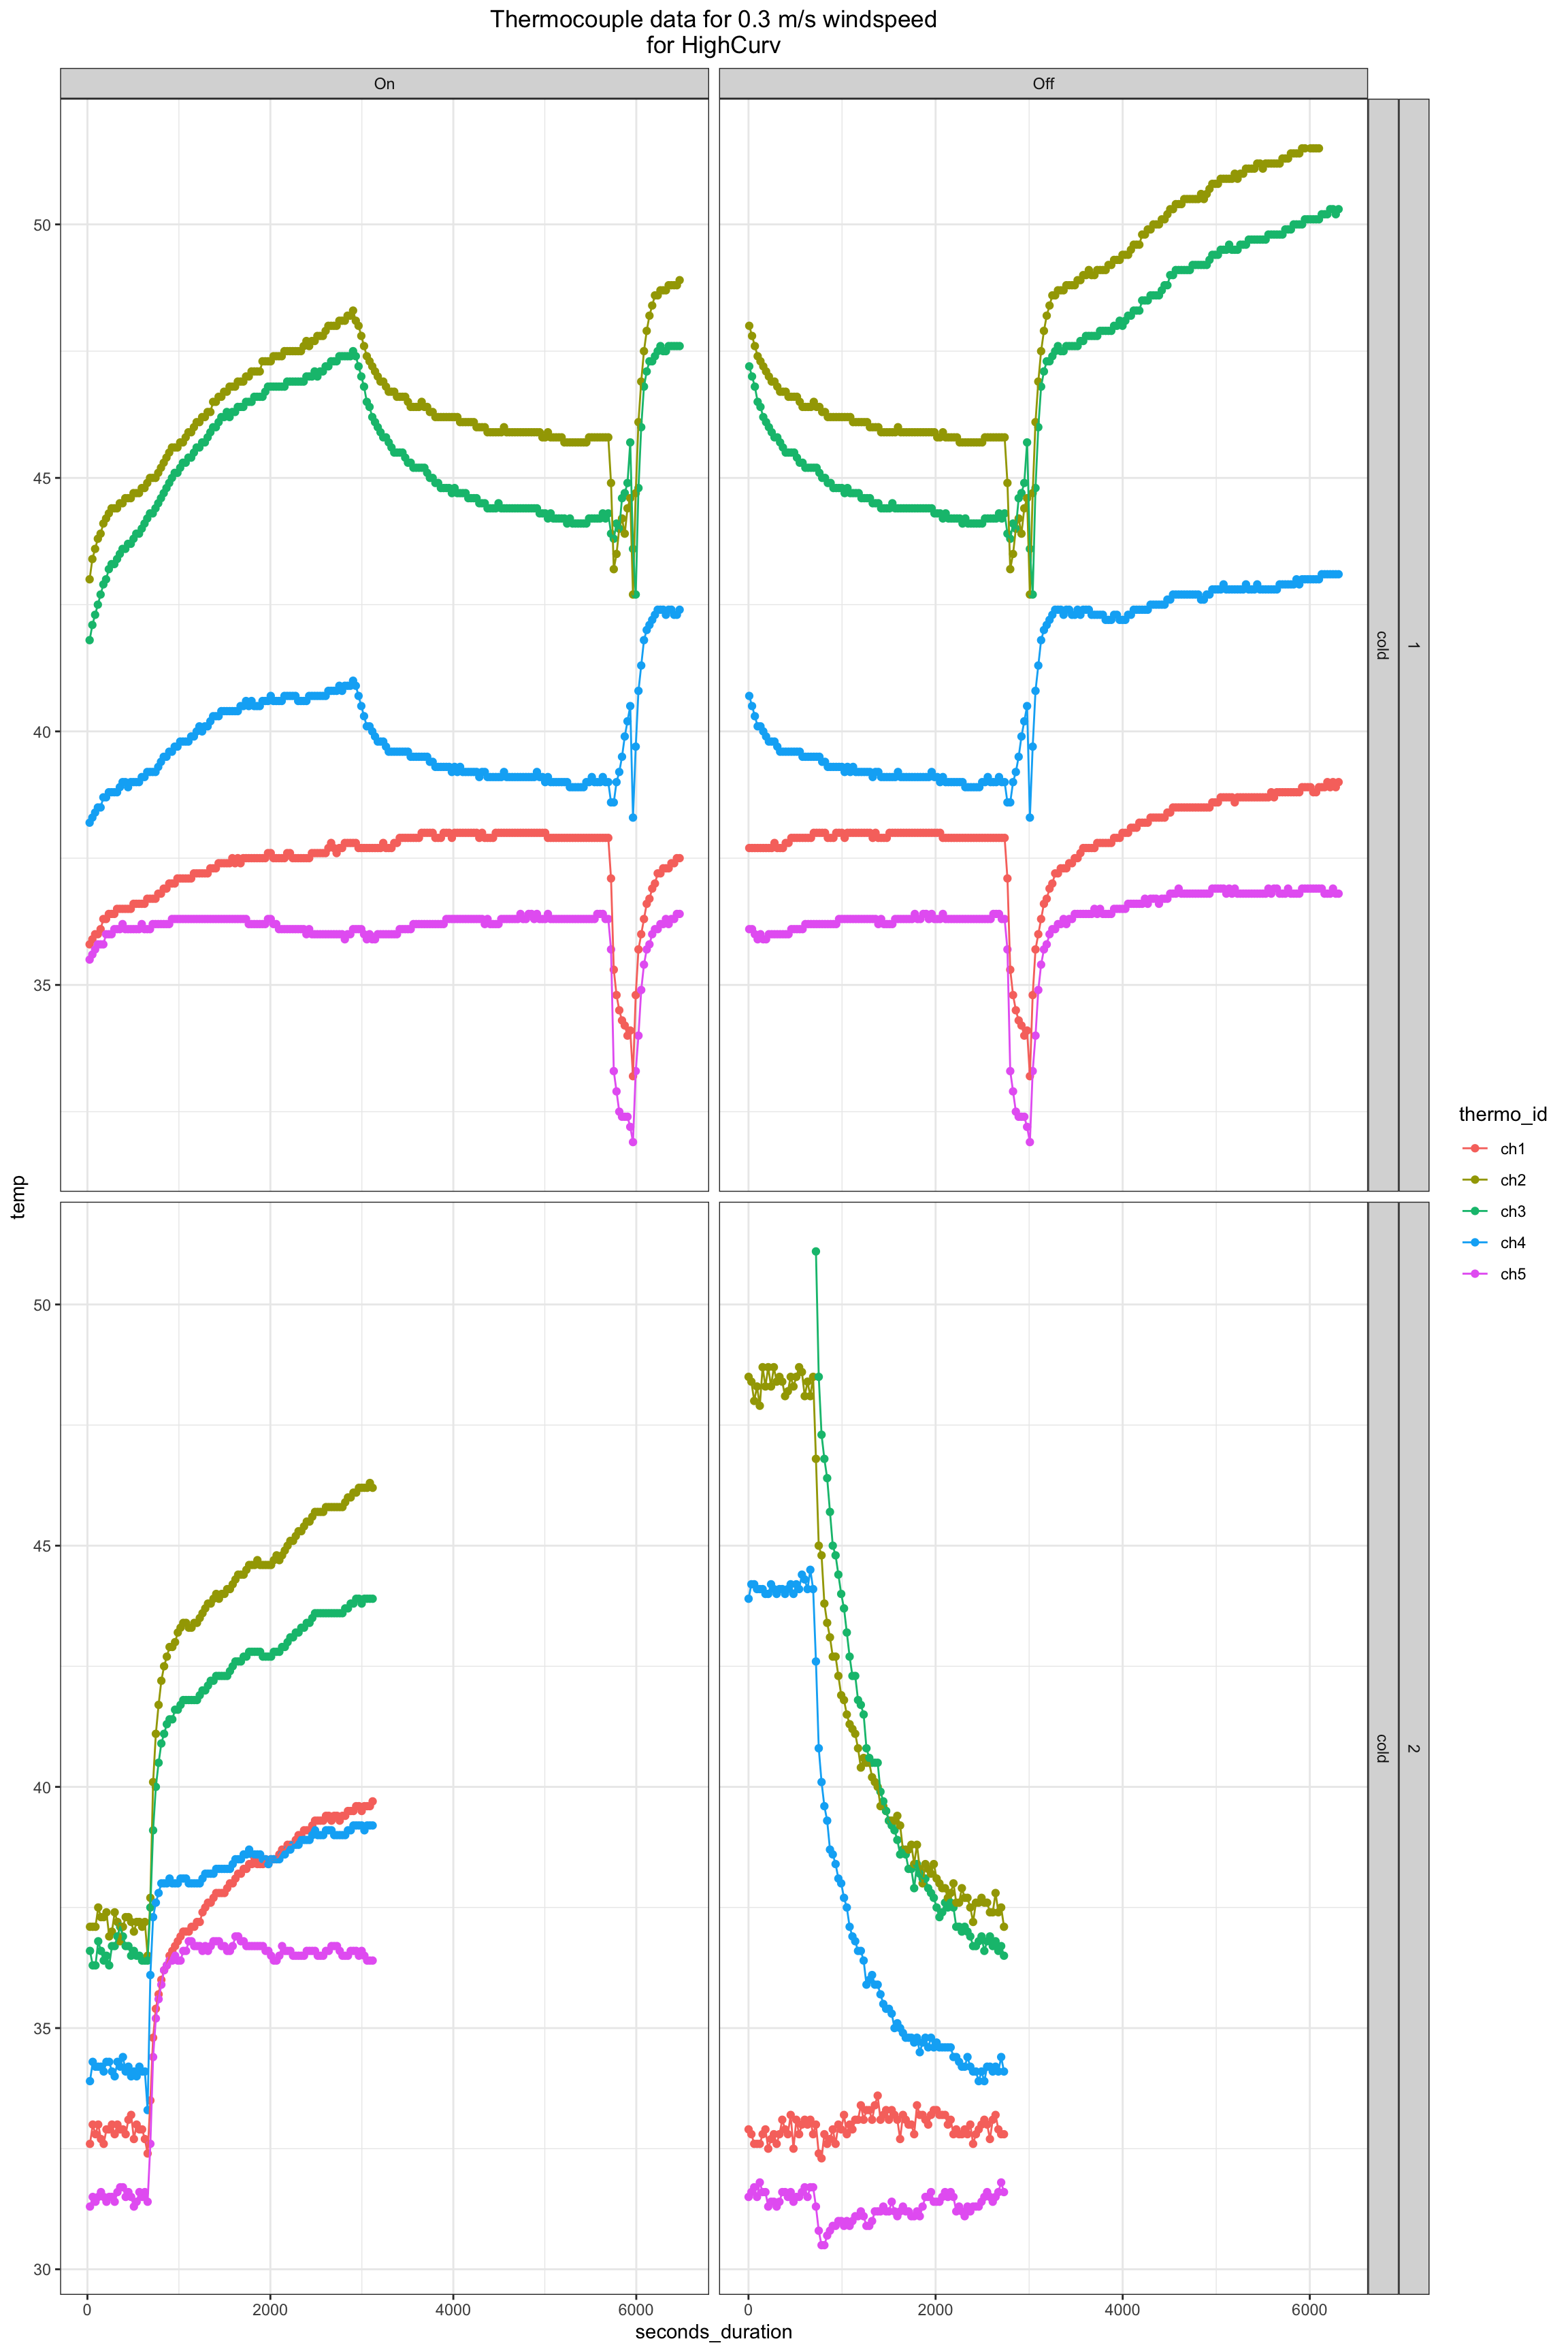 Thermocouple data for 0.3 m/s windspeed
for HighCurv
On
Off
50
45
40
35
cold
1
temp
thermo_id
ch1
ch2
ch3
ch4
ch5
50
45
40
35
30
cold
2
0
2000
4000
6000
0
2000
4000
6000
seconds_duration